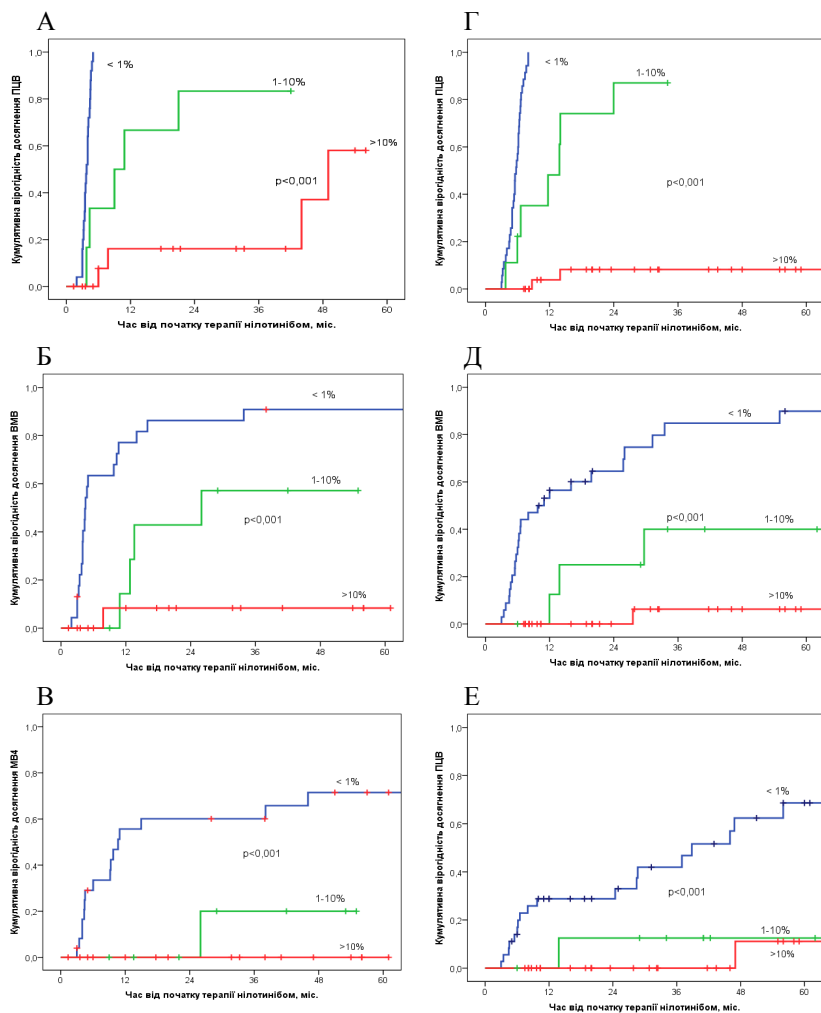 А
Кумулятивна вірогідність досягнення ПЦВ
1,0
0,8
0,6
0,4
0,2
0,0
< 1%
1-10%
>10%
p<0,001
0 12 24 36 48 60
Час від початку терапії нілотинібом, міс.
Г
Кумулятивна вірогідність досягнення ПЦВ
1,0
0,8
0,6
0,4
0,2
0,0
< 1%
1-10%
p<0,001
>10%
0 12 24 36 48 60
Час від початку терапії нілотинібом, міс.
Б
Кумулятивна вірогідність досягнення ВМВ
1,0
0,8
0,6
0,4
0,2
0,0
< 1%
1-10%
p<0,001
>10%
0 12 24 36 48 60
Час від початку терапії нілотинібом, міс.
Д
Кумулятивна вірогідність досягнення ВМВ
1,0
0,8
0,6
0,4
0,2
0,0
< 1%
p<0,001
1-10%
>10%
0 12 24 36 48 60
Час від початку терапії нілотинібом, міс.
В
Кумулятивна вірогідність досягнення МВ4
1,0
0,8
0,6
0,4
0,2
0,0
< 1%
p<0,001
1-10%
>10%
0 12 24 36 48 60
Час від початку терапії нілотинібом, міс.
Е
Кумулятивна вірогідність досягнення ПЦВ
1,0
0,8
0,6
0,4
0,2
0,0
< 1%
p<0,001
1-10%
>10%
0 12 24 36 48 60
Час від початку терапії нілотинібом, міс.